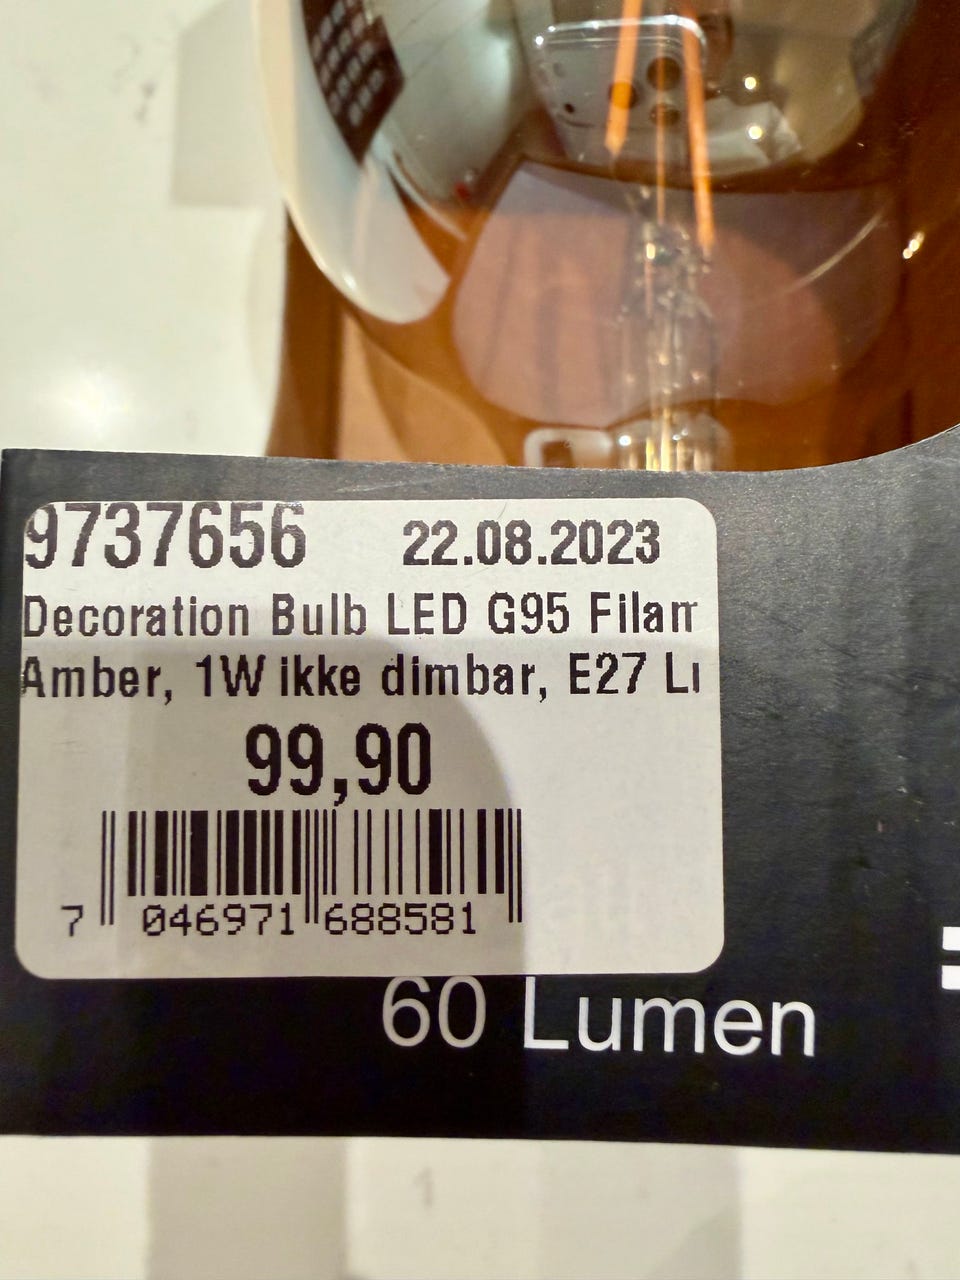 9737656 22.08.2023
Decoration Bulb LED G95 Filam
Amber, 1W ikke dimbar, E27 Li
99,90
7 046971 688581
60 Lumen
=